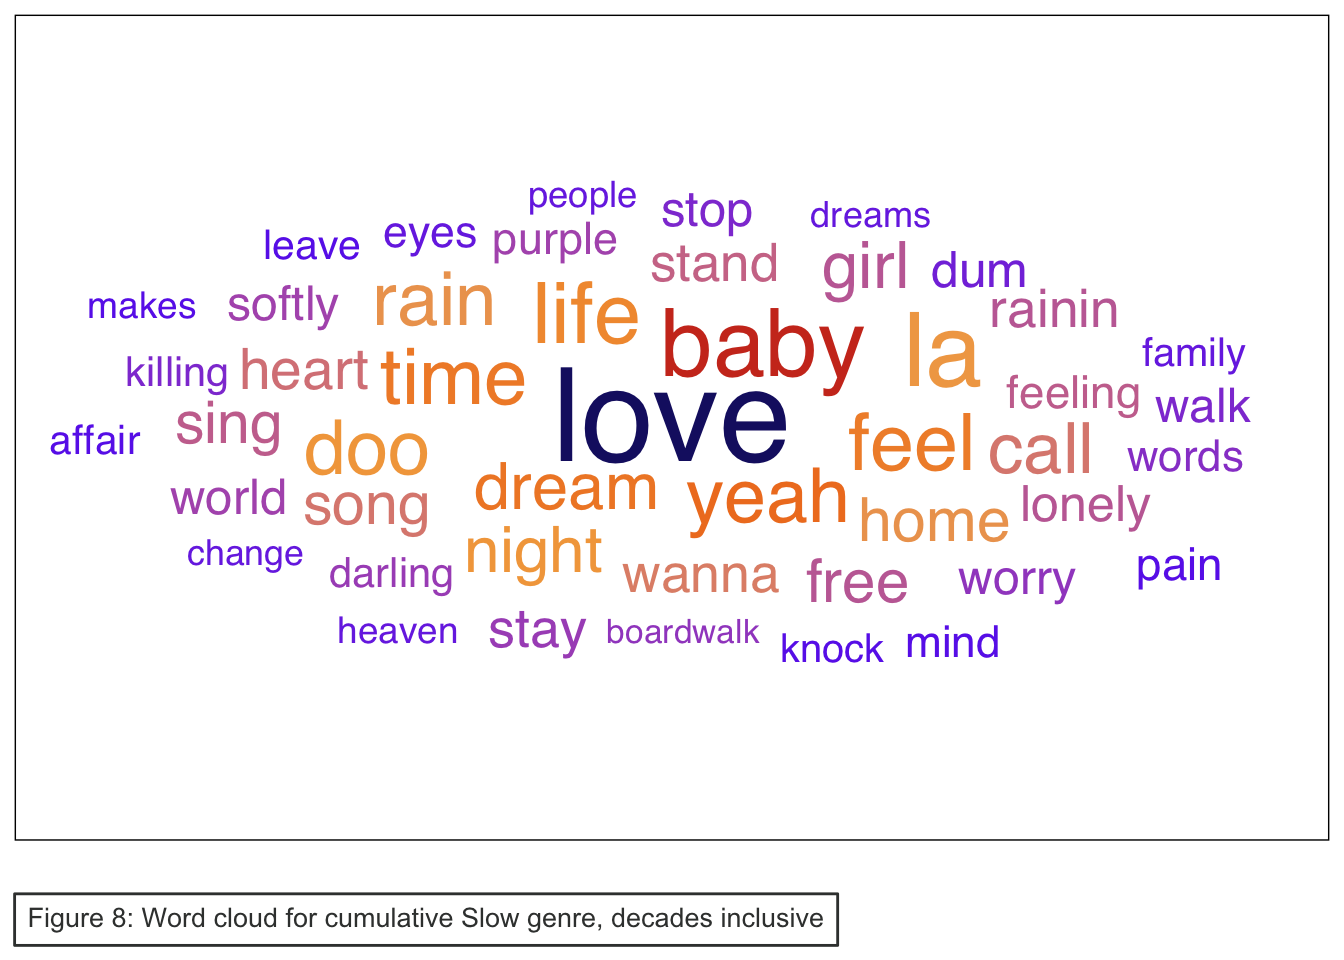 people stop dreams
leave eyes purple stand girl dum
makes softly rain life baby la rainin
killing heart time love feeling family
affair sing doo feel call walk
world song dream yeah home lonely words
change darling night wanna free worry pain
heaven stay boardwalk knock mind
Figure 8: Word cloud for cumulative Slow genre, decades inclusive